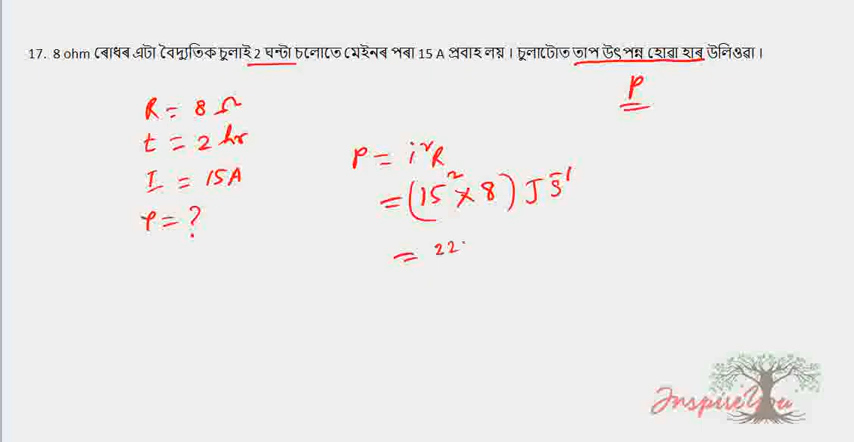 17. 8 ohm ৰোধৰ এটা বৈদ্যুতিক চুলাই 2 ঘন্টা চলোতে মেইনৰ পৰা 15 A প্ৰবাহ লয় । চুলাটোত তাপ উৎপন্ন হোৱা হাৰ উলিওৱা ।
P
R = 8 Ω
t = 2 hr
I = 15A
P = ?
P = i²R
= (15² × 8) J S⁻¹
= 22
InspireYou